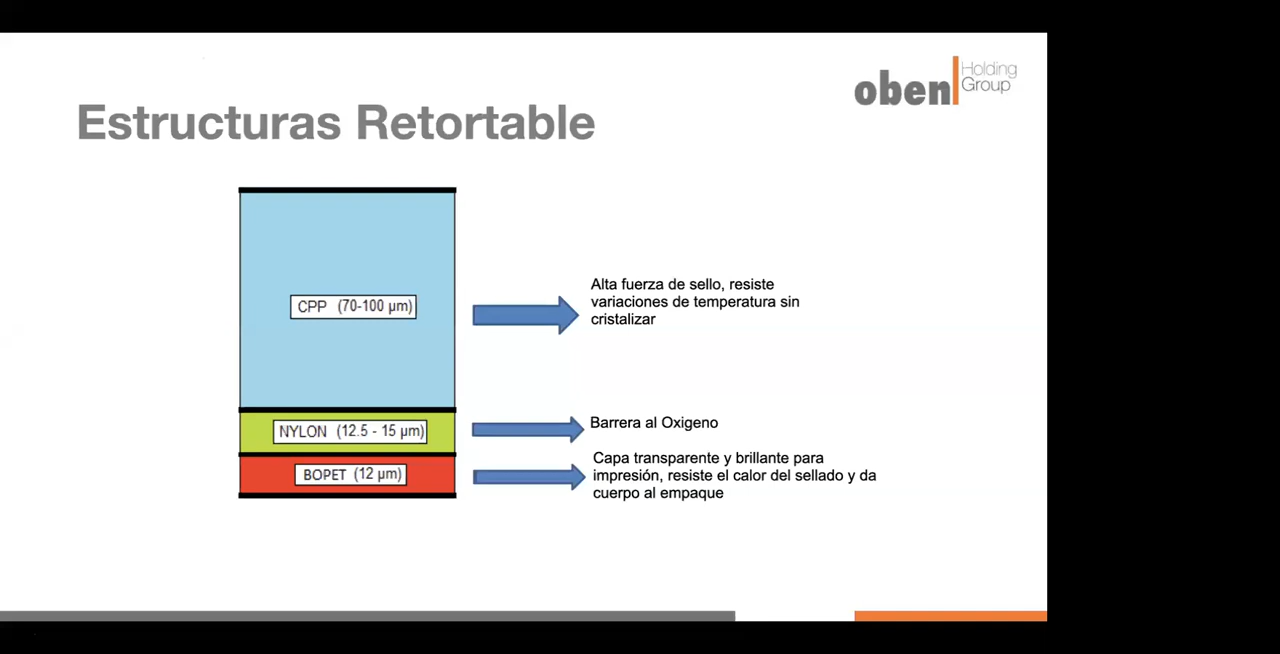 oben Holding
Group
Estructuras Retortable
CPP (70-100 µm)
Alta fuerza de sello, resiste
variaciones de temperatura sin
cristalizar
NYLON (12.5 - 15 µm)
Barrera al Oxigeno
BOPET (12 µm)
Capa transparente y brillante para
impresión, resiste el calor del sellado y da
cuerpo al empaque